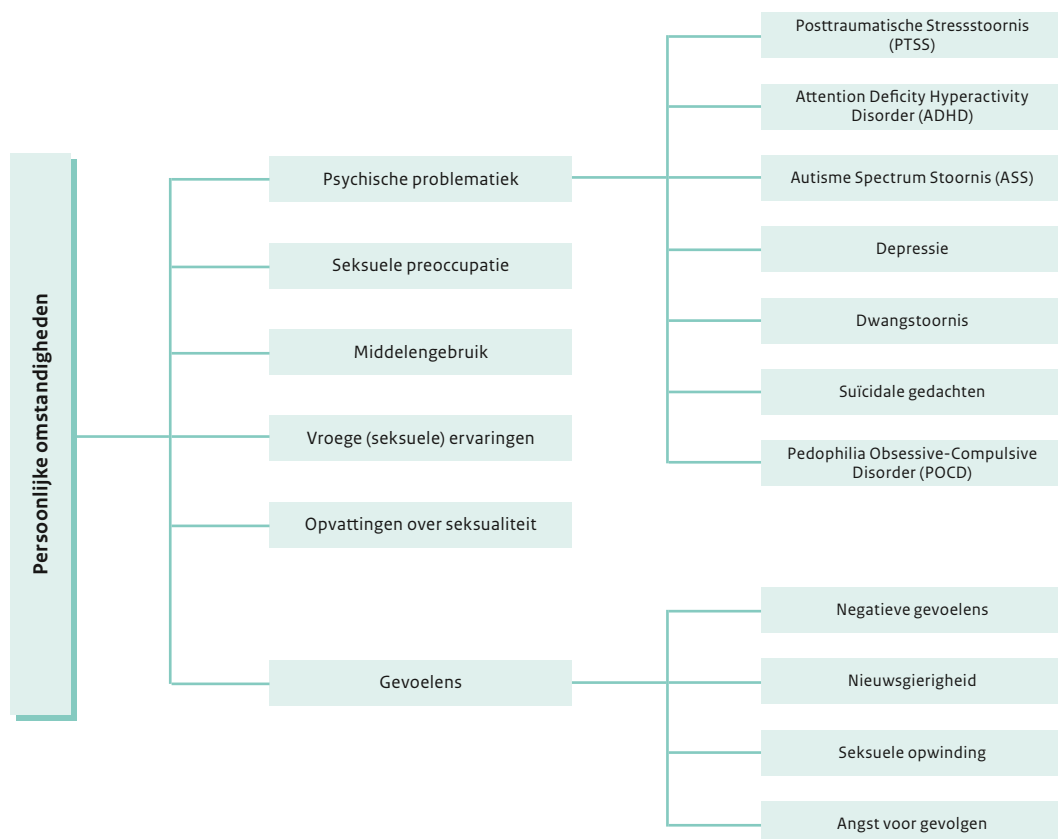 Persoonlijke omstandigheden
Psychische problematiek
Seksuele preoccupatie
Middelengebruik
Vroege (seksuele) ervaringen
Opvattingen over seksualiteit
Gevoelens
Posttraumatische Stressstoornis
(PTSS)
Attention Deficity Hyperactivity
Disorder (ADHD)
Autisme Spectrum Stoornis (ASS)
Depressie
Dwangstoornis
Suïcidale gedachten
Pedophilia Obsessive-Compulsive
Disorder (POCD)
Negatieve gevoelens
Nieuwsgierigheid
Seksuele opwinding
Angst voor gevolgen